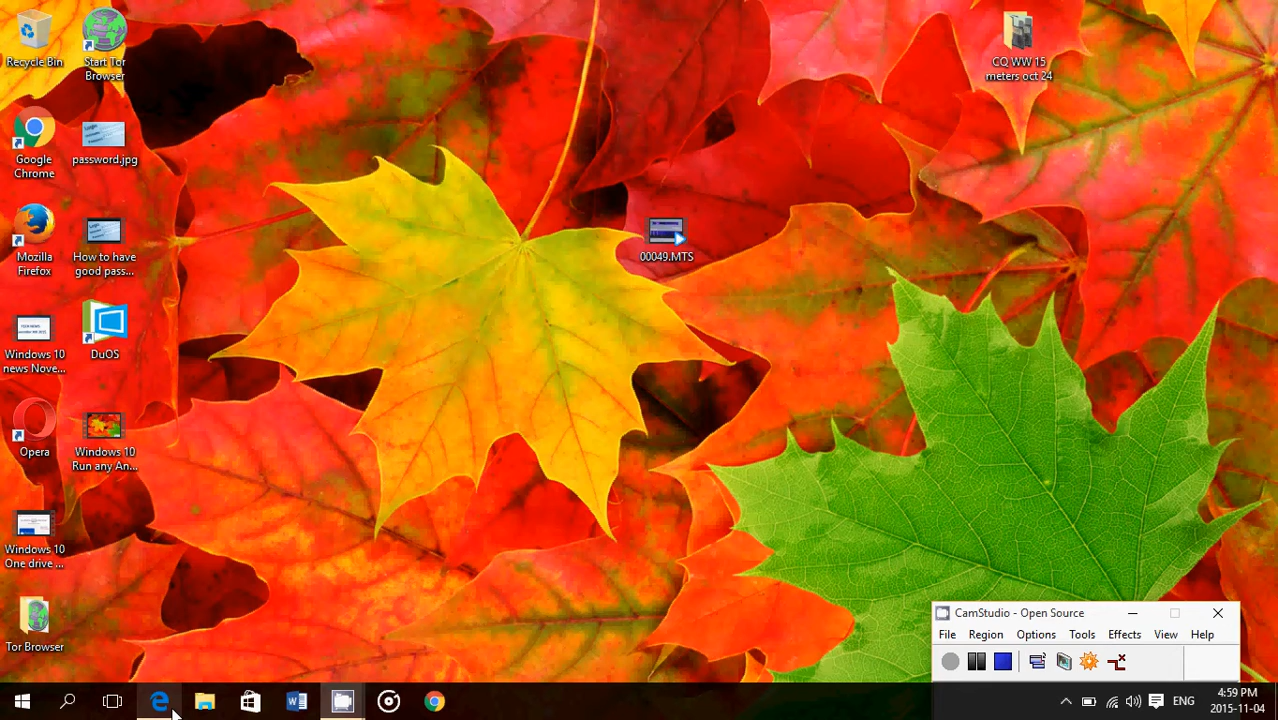 Recycle Bin
Start Tor
Browser
CQ WW 15
meters oct 24
Google
Chrome
password.jpg
Mozilla
Firefox
How to have
good pass...
00049.MTS
Windows 10
news Nove...
DuOS
Opera
Windows 10
Run any An...
Windows 10
One drive ...
Tor Browser
CamStudio - Open Source
File Region Options Tools Effects View Help
ENG
4:59 PM
2015-11-04